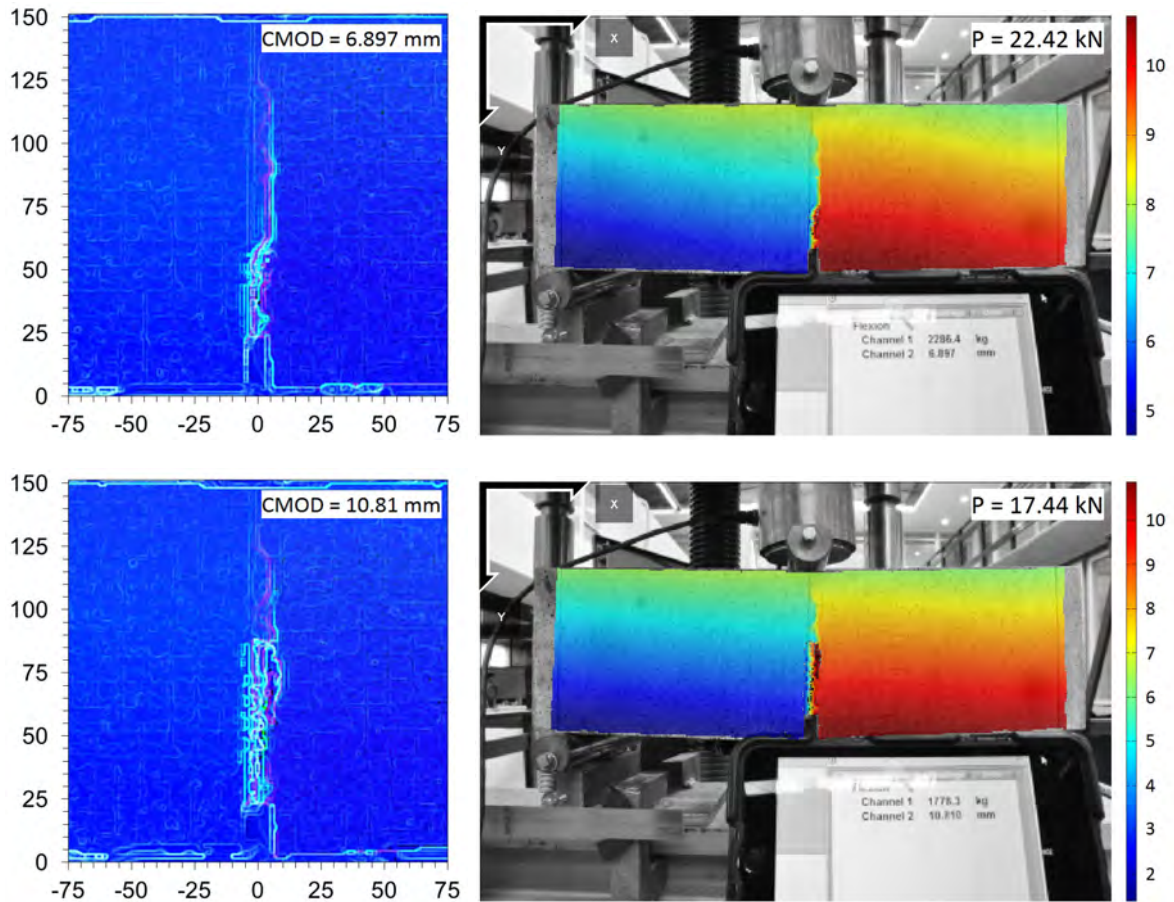 150
125
100
75
50
25
0
-75 -50 -25 0 25 50 75
CMOD = 6.897 mm
X
Y
P = 22.42 kN
Flexion
Channel 1 2286.4 kg
Channel 2 6.897 mm
10
9
8
7
6
5
150
125
100
75
50
25
0
-75 -50 -25 0 25 50 75
CMOD = 10.81 mm
X
Y
P = 17.44 kN
Channel 1 1778.3 kg
Channel 2 10.810 mm
10
9
8
7
6
5
4
3
2